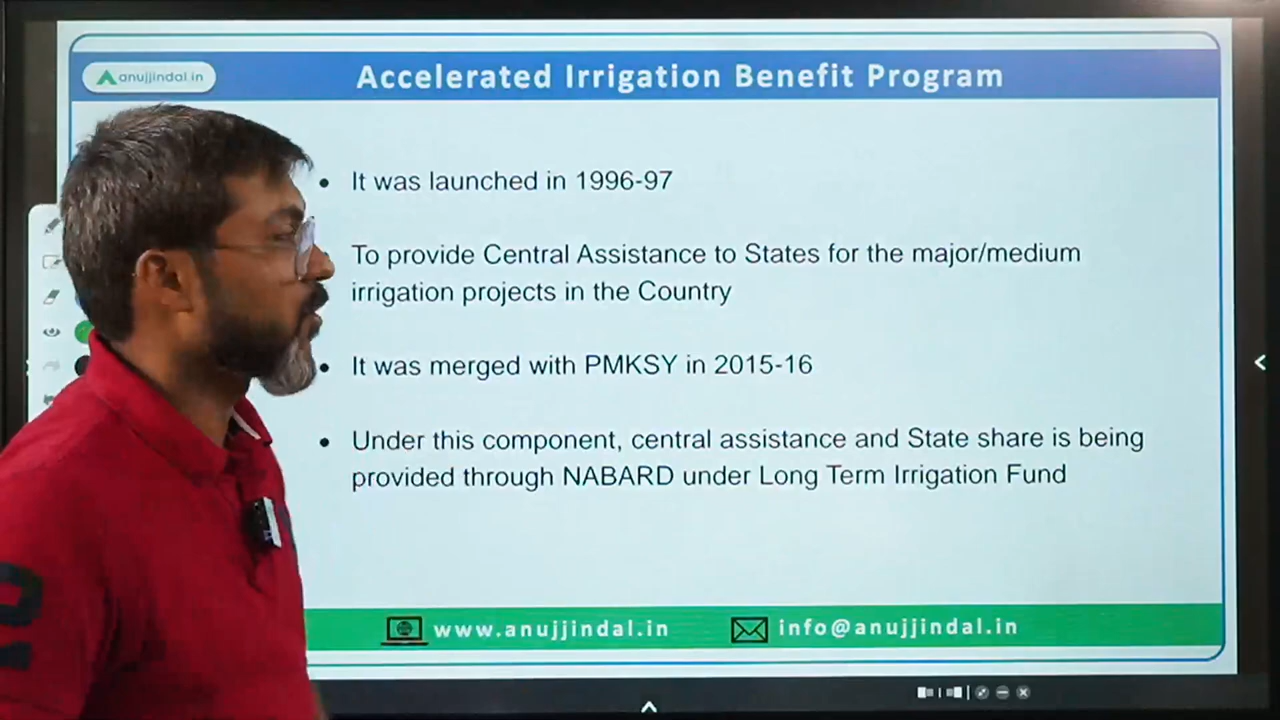 anujjindal.in
Accelerated Irrigation Benefit Program
• It was launched in 1996-97
To provide Central Assistance to States for the major/medium
irrigation projects in the Country
• It was merged with PMKSY in 2015-16
• Under this component, central assistance and State share is being
provided through NABARD under Long Term Irrigation Fund
www.anujjindal.in
info@anujjindal.in